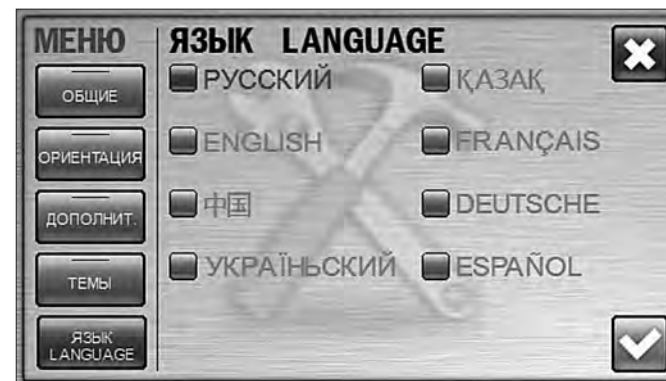 МЕНЮ
ЯЗЫК LANGUAGE
ОБЩИЕ
ОРИЕНТАЦИЯ
ДОПОЛНИТ.
ТЕМЫ
ЯЗЫК
LANGUAGE
РУССКИЙ
ҚАЗАҚ
ENGLISH
FRANÇAIS
中国
DEUTSCHE
УКРАЇНЬСКИЙ
ESPAÑOL